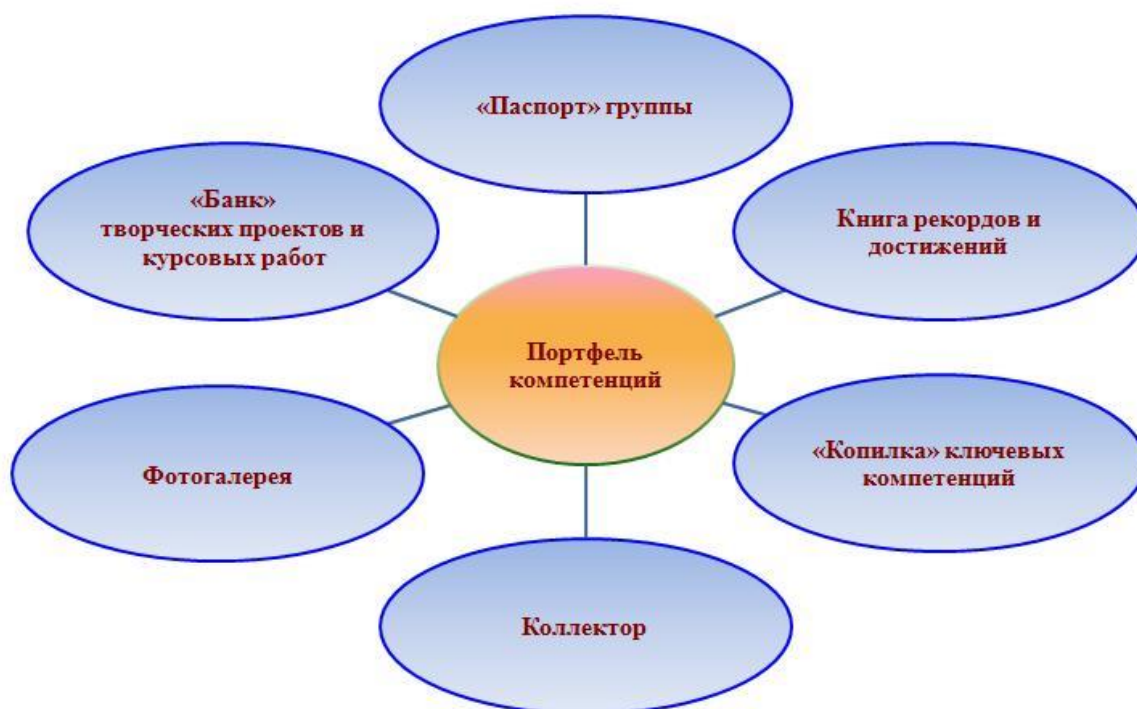 «Паспорт» группы
«Банк»
творческих проектов и
курсовых работ
Книга рекордов и
достижений
Портфель
компетенций
Фотогалерея
«Копилка» ключевых
компетенций
Коллектор